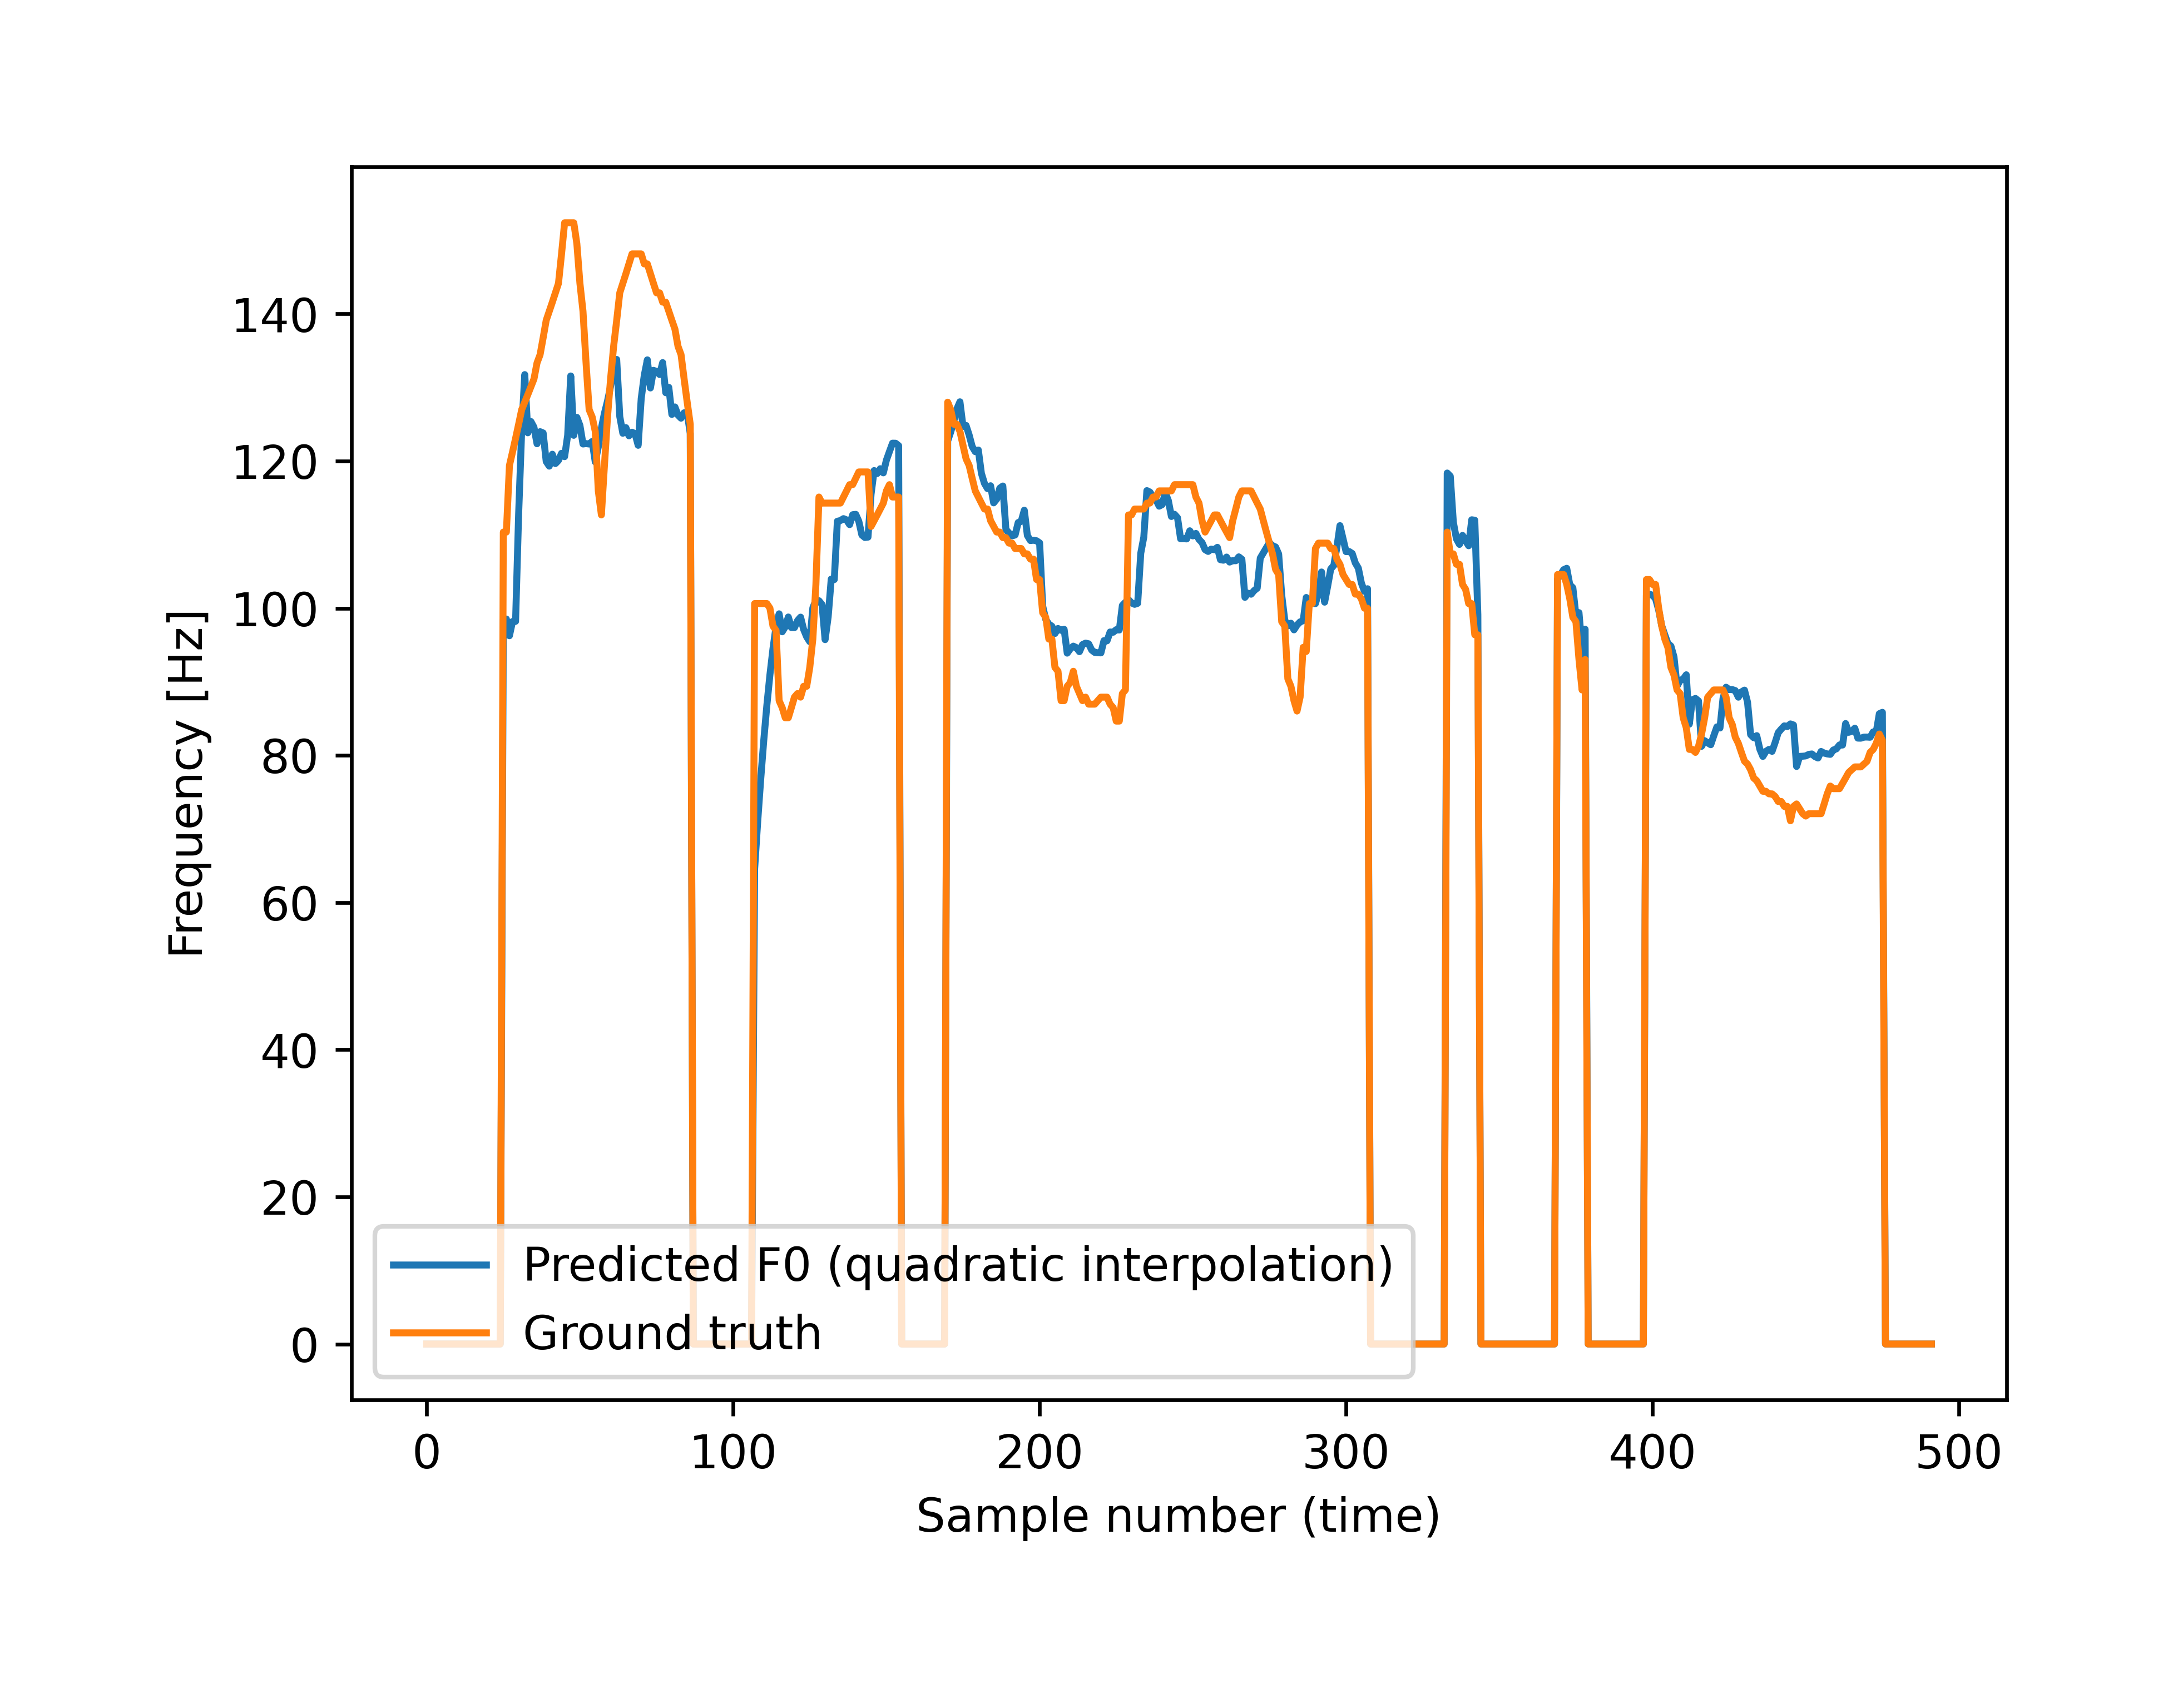 140
120
100
80
60
40
20
0
Frequency [Hz]
Predicted F0 (quadratic interpolation)
Ground truth
0 100 200 300 400 500
Sample number (time)